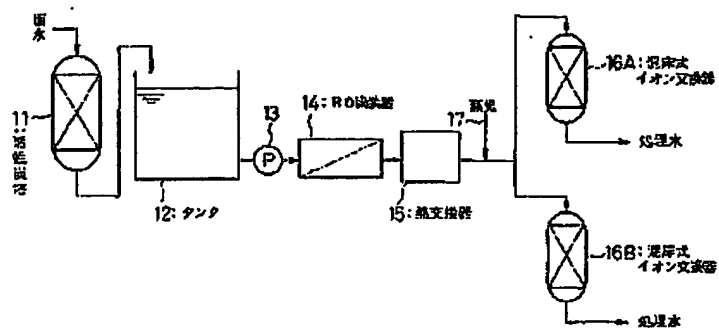 原水
11:活性炭塔
12:タンク
13
P
14:RO装置
15:熱交換器
蒸気
17
16A:混床式
イオン交換器
処理水
16B:混床式
イオン交換器
処理水